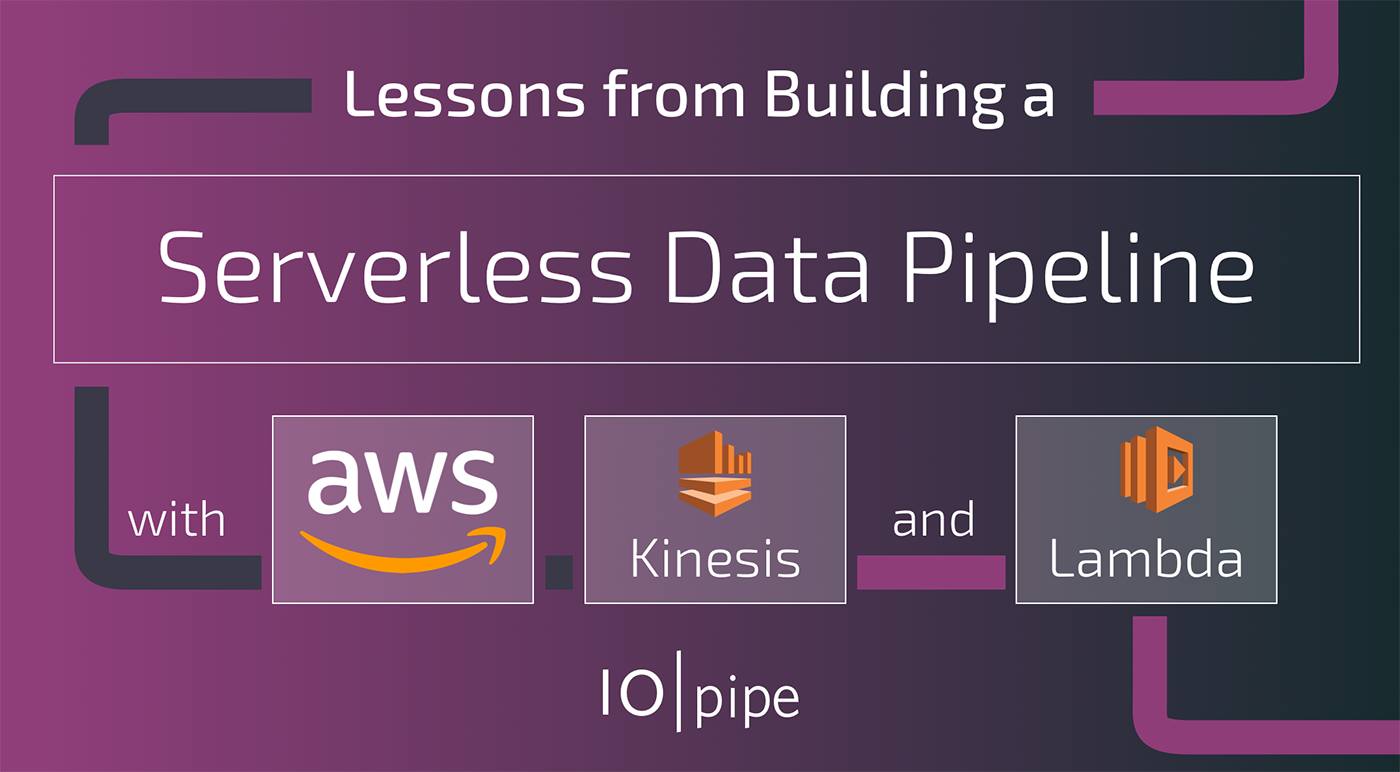 Lessons from Building a
Serverless Data Pipeline
with aws Kinesis and Lambda
IO|pipe